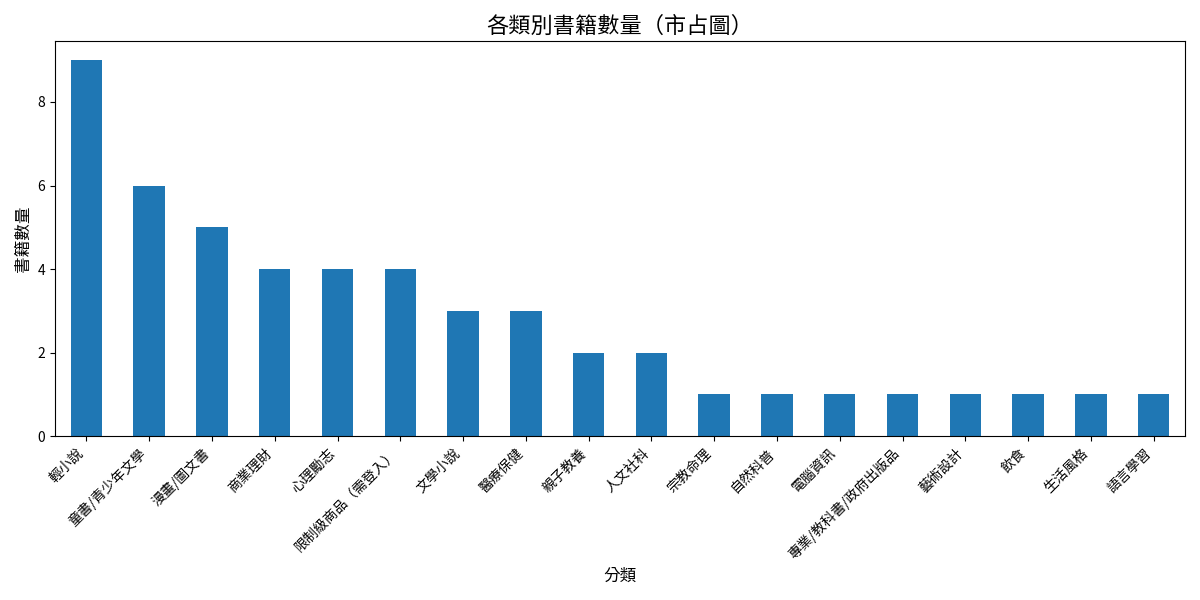 各類別書籍數量（市占圖）
書籍數量
8
6
4
2
0
輕小說
童書/青少年文學
漫畫/圖文書
商業理財
心理勵志
限制級商品（需登入）
文學小說
醫療保健
親子教養
人文社科
宗教命理
自然科普
電腦資訊
專業/教科書/政府出版品
藝術設計
飲食
生活風格
語言學習
分類